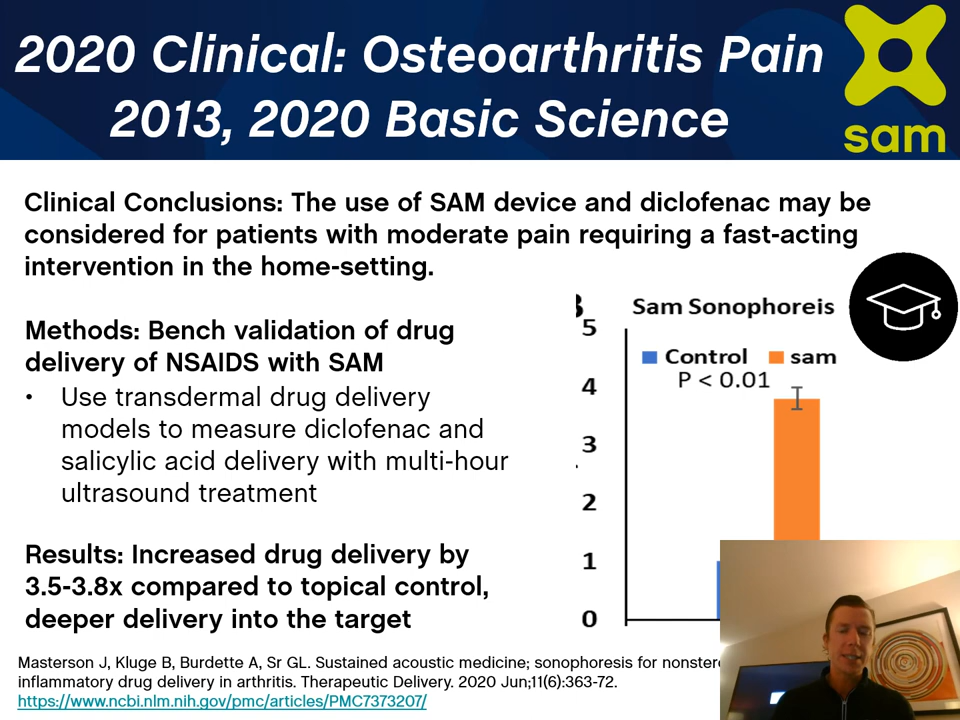 2020 Clinical: Osteoarthritis Pain
2013, 2020 Basic Science
sam
Clinical Conclusions: The use of SAM device and diclofenac may be
considered for patients with moderate pain requiring a fast-acting
intervention in the home-setting.
Methods: Bench validation of drug
delivery of NSAIDS with SAM
• Use transdermal drug delivery
models to measure diclofenac and
salicylic acid delivery with multi-hour
ultrasound treatment
Results: Increased drug delivery by
3.5-3.8x compared to topical control,
deeper delivery into the target
Sam Sonophoreis
Control sam
P < 0.01
5
4
3
2
1
0
Masterson J, Kluge B, Burdette A, Sr GL. Sustained acoustic medicine; sonophoresis for
inflammatory drug delivery in arthritis. Therapeutic Delivery. 2020 Jun;11(6):363-72.
https://www.ncbi.nlm.nih.gov/pmc/articles/PMC7373207/